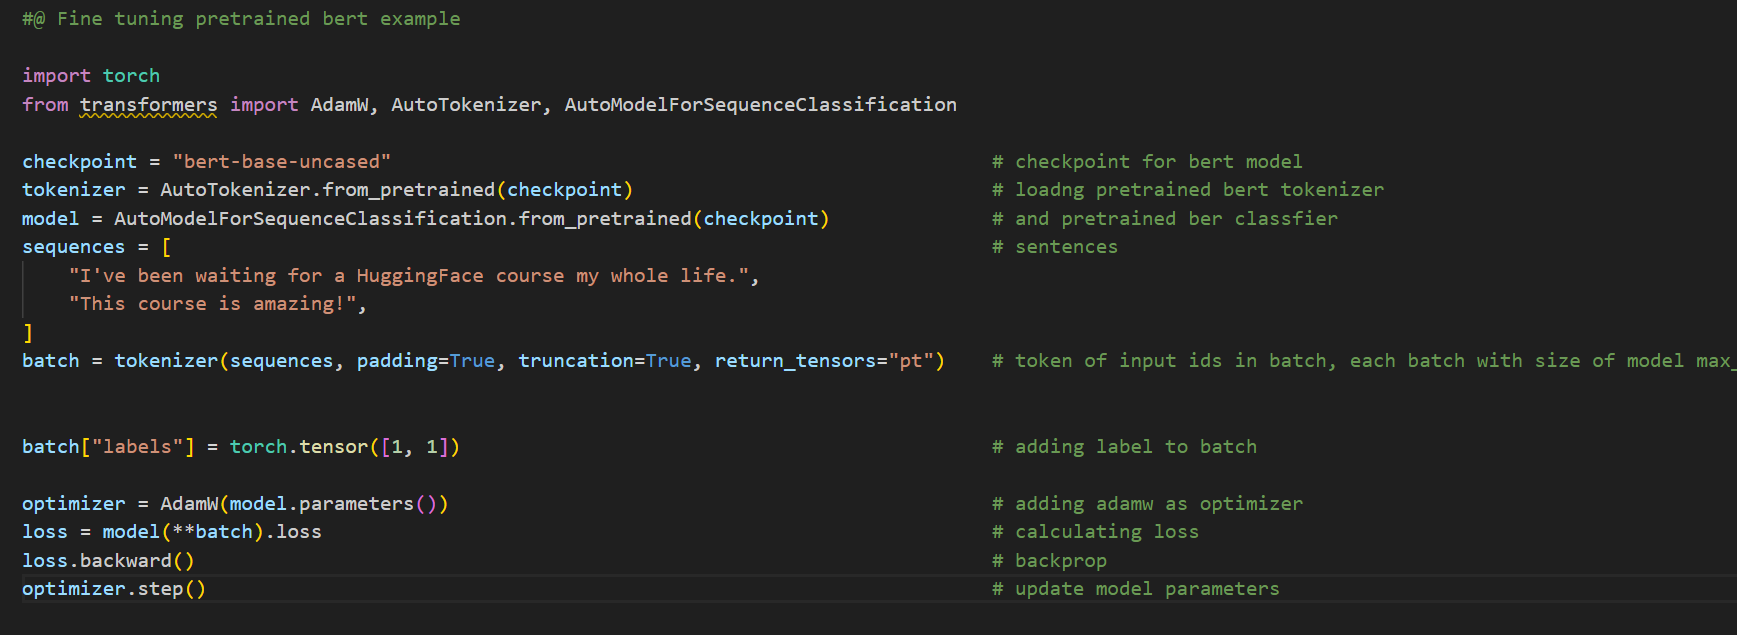 #@ Fine tuning pretrained bert example
import torch
from transformers import AdamW, AutoTokenizer, AutoModelForSequenceClassification
checkpoint = "bert-base-uncased" # checkpoint for bert model
tokenizer = AutoTokenizer.from_pretrained(checkpoint) # loadng pretrained bert tokenizer
model = AutoModelForSequenceClassification.from_pretrained(checkpoint) # and pretrained ber classfier
sequences = [ # sentences
"I've been waiting for a HuggingFace course my whole life.",
"This course is amazing!",
]
batch = tokenizer(sequences, padding=True, truncation=True, return_tensors="pt") # token of input ids in batch, each batch with size of model max_
batch["labels"] = torch.tensor([1, 1]) # adding label to batch
optimizer = AdamW(model.parameters()) # adding adamw as optimizer
loss = model(**batch).loss # calculating loss
loss.backward() # backprop
optimizer.step() # update model parameters